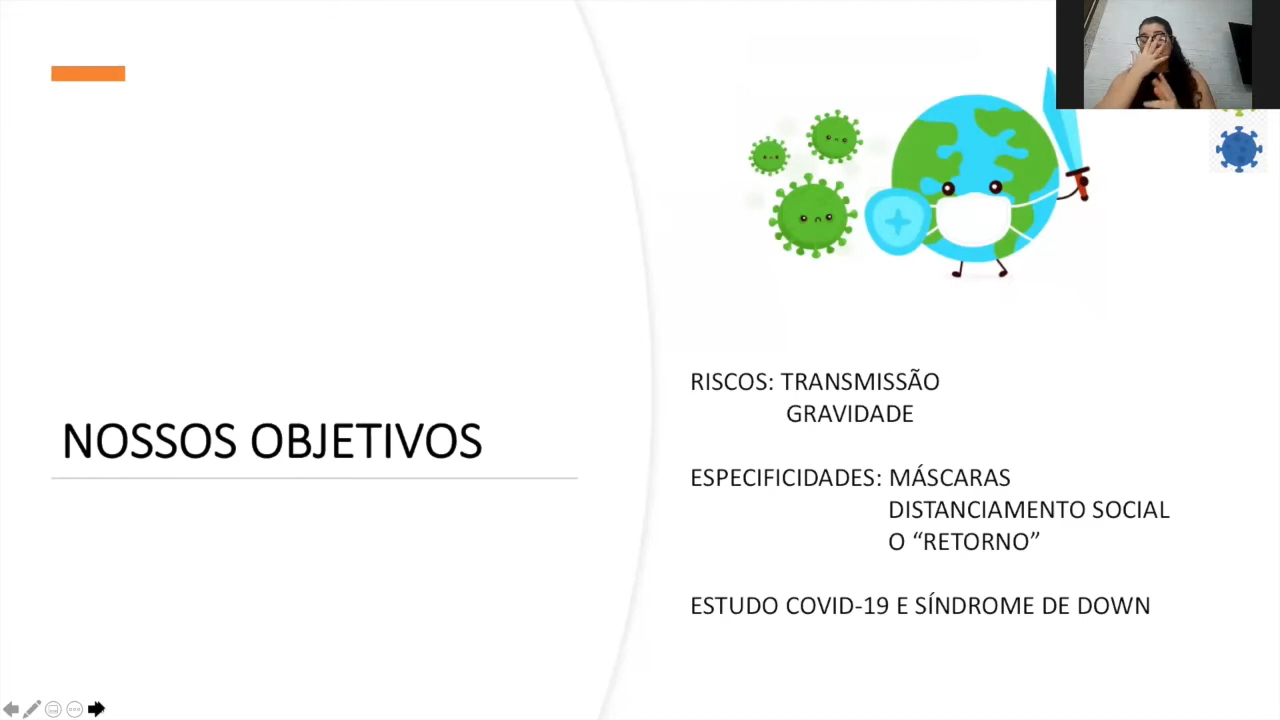 NOSSOS OBJETIVOS
RISCOS: TRANSMISSÃO
GRAVIDADE
ESPECIFICIDADES: MÁSCARAS
DISTANCIAMENTO SOCIAL
O “RETORNO”
ESTUDO COVID-19 E SÍNDROME DE DOWN